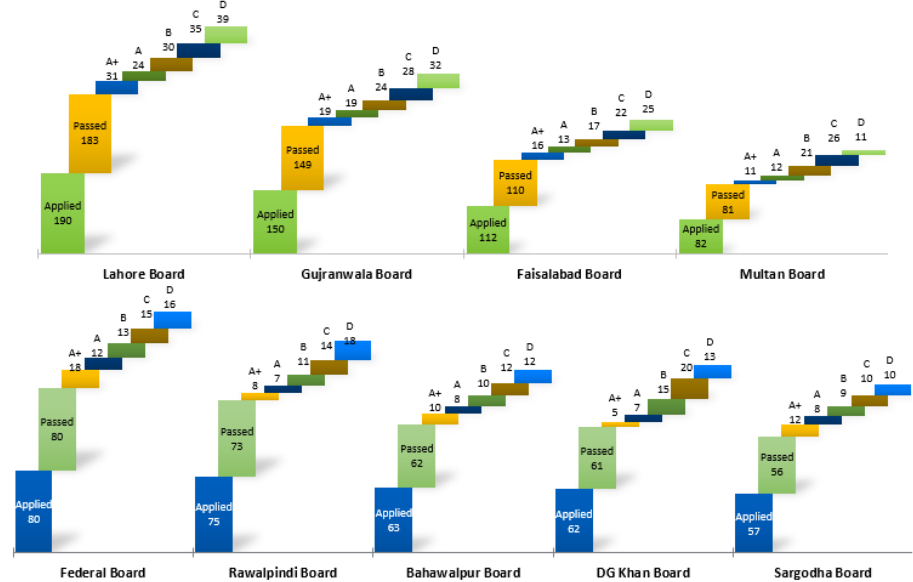 D
39
C
35
B
30
A
24
A+
31
Passed
183
Applied
190
Lahore Board
D
32
C
28
B
24
A
19
A+
19
Passed
149
Applied
150
Gujranwala Board
D
25
C
22
B
17
A
13
A+
16
Passed
110
Applied
112
Faisalabad Board
D
11
C
26
B
21
A
12
A+
11
Passed
81
Applied
82
Multan Board
D
16
C
15
B
13
A
12
A+
18
Passed
80
Applied
80
Federal Board
D
18
C
14
B
11
A
7
A+
8
Passed
73
Applied
75
Rawalpindi Board
D
12
C
12
B
10
A
8
A+
10
Passed
62
Applied
63
Bahawalpur Board
D
13
C
20
B
15
A
7
A+
5
Passed
61
Applied
62
DG Khan Board
D
10
C
10
B
9
A
8
A+
12
Passed
56
Applied
57
Sargodha Board